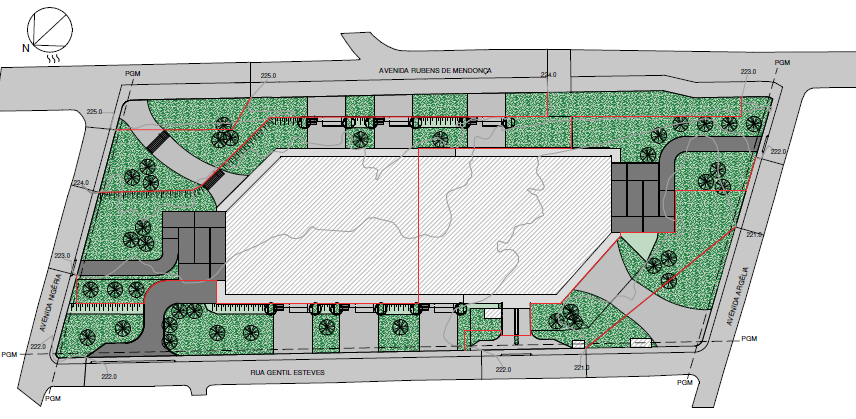 N
PGM
PGM
AVENIDA RUBENS DE MENDONÇA
225.0
224.0
223.0
225.0
222.0
224.0
221.0
223.0
AVENIDA NIGÉRIA
AVENIDA ARGÉLIA
222.0
PGM
PGM
RUA GENTIL ESTEVES
222.0
222.0
221.0
PGM
PGM